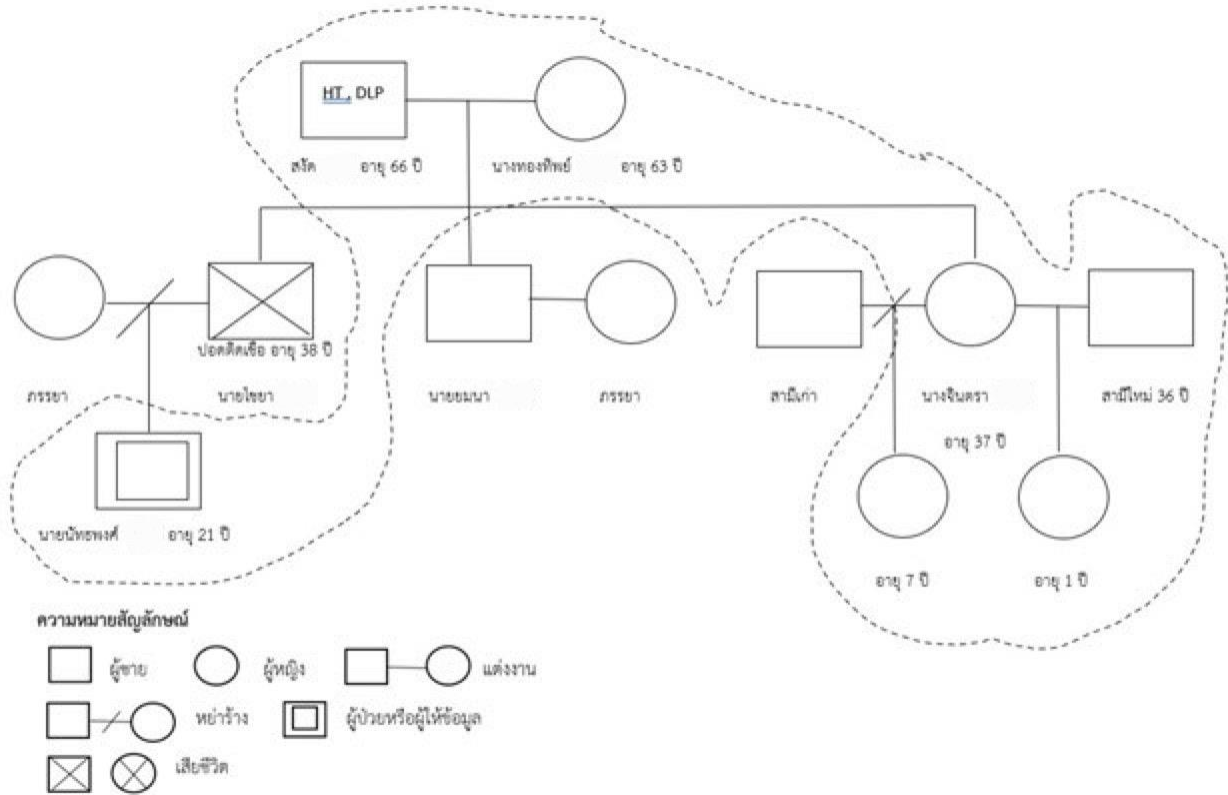 HT , DLP
สงัด อายุ 66 ปี นางทองทิพย์ อายุ 63 ปี
ปอดติดเชื้อ อายุ 38 ปี
ภรรยา นายไชยา นายยมนา ภรรยา สามีเก่า นางจินตรา สามีใหม่ 36 ปี
อายุ 37 ปี
นายนัทธพงศ์ อายุ 21 ปี
อายุ 7 ปี อายุ 1 ปี
ความหมายสัญลักษณ์
ผู้ชาย ผู้หญิง แต่งงาน
หย่าร้าง ผู้ป่วยหรือผู้ให้ข้อมูล
เสียชีวิต